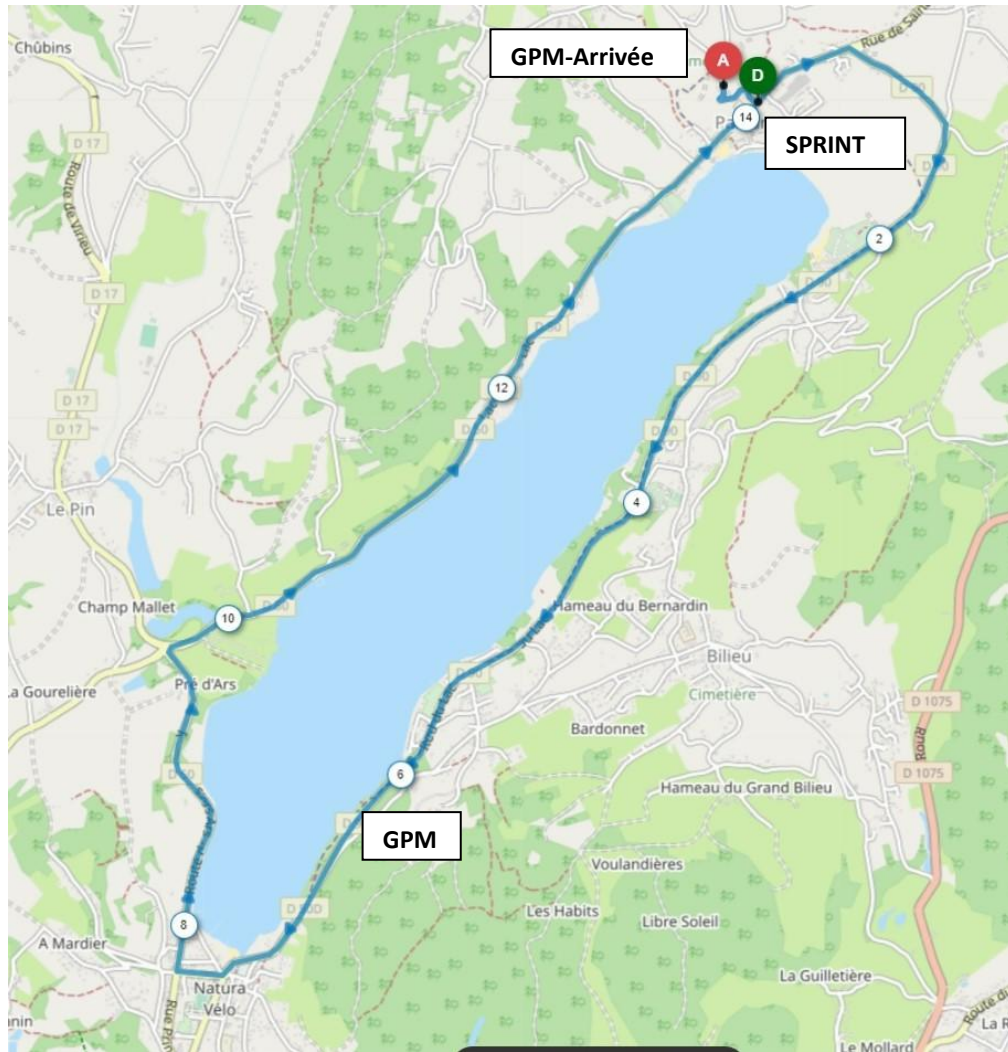 Chûbins
Rue de
GPM-Arrivée
A
D
D 17
Route de Virieu
14
SPRINT
2
D 17
D 50
D 17
12
Le Pin
4
Champ Mallet
10
Hameau du Bernardin
Bilieu
La Gourelière
Pré d'Ars
Cimetière
D 1075
Bardonnet
6
D 1075
Hameau du Grand Bilieu
GPM
Voulandières
Les Habits
Libre Soleil
8
A Mardier
La Guilletière
Natura
Vélo
Le Mollard